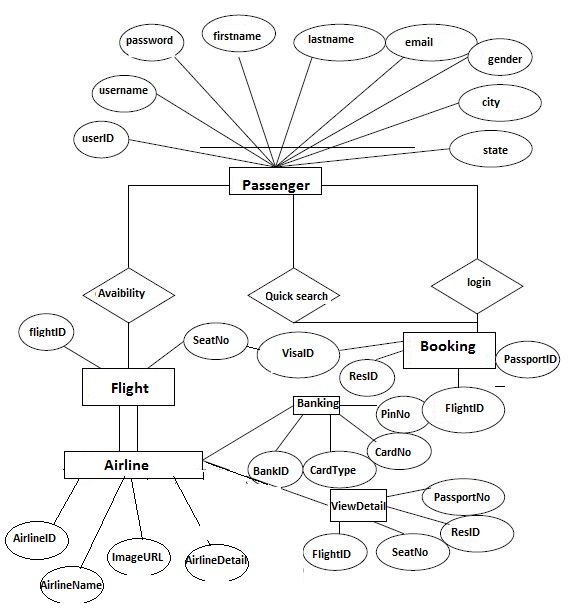 firstname
lastname
email
password
gender
username
city
userID
state
Passenger
login
Avaibility
Quick search
flightID
SeatNo
VisaID
Booking
PassportID
ResID
Flight
Banking
PinNo
FlightID
CardNo
Airline
BankID
CardType
PassportNo
ViewDetail
ResID
AirlineID
ImageURL
AirlineDetail
FlightID
SeatNo
AirlineName